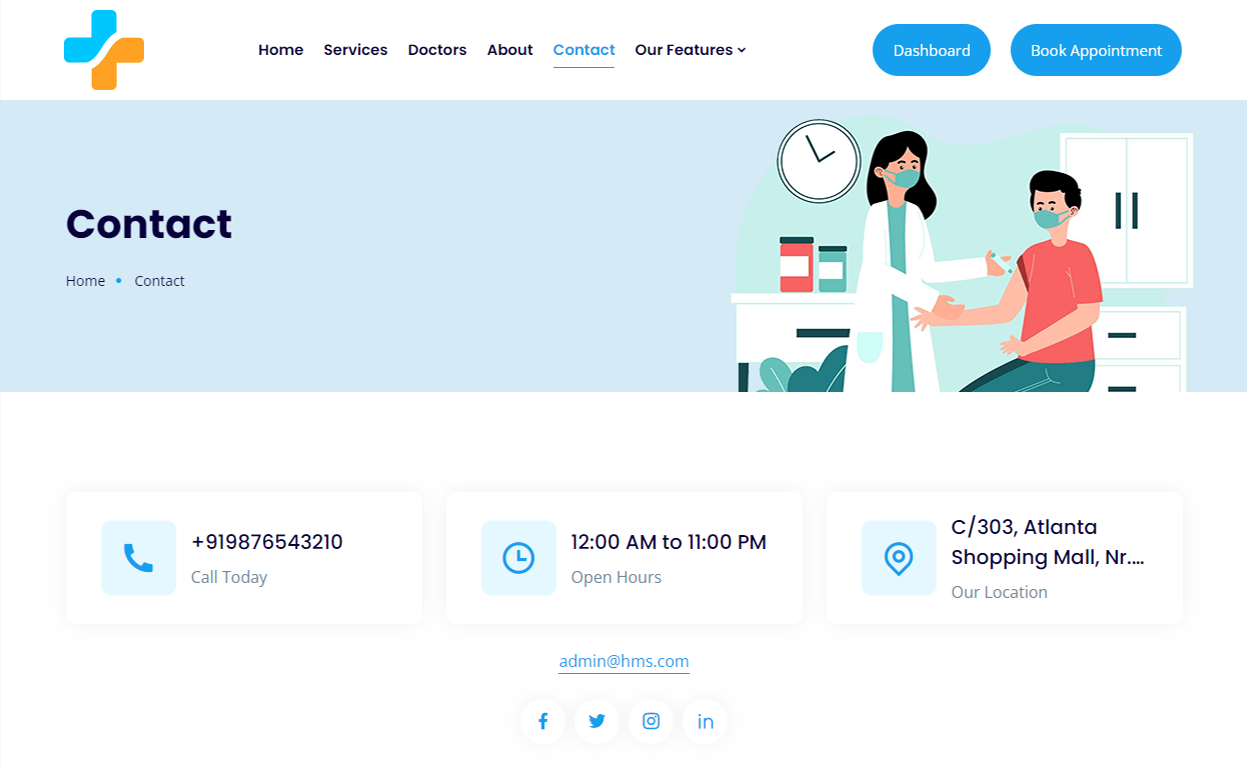 Home Services Doctors About Contact Our Features Dashboard Book Appointment
Contact
Home • Contact
+919876543210
Call Today
12:00 AM to 11:00 PM
Open Hours
C/303, Atlanta
Shopping Mall, Nr....
Our Location
admin@hms.com